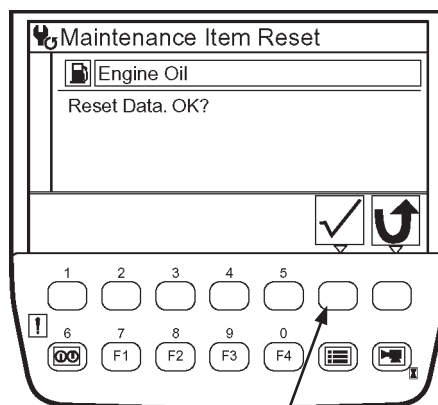 Maintenance Item Reset
Engine Oil
Reset Data. OK?
1 2 3 4 5
6 7 8 9 0
F1 F2 F3 F4